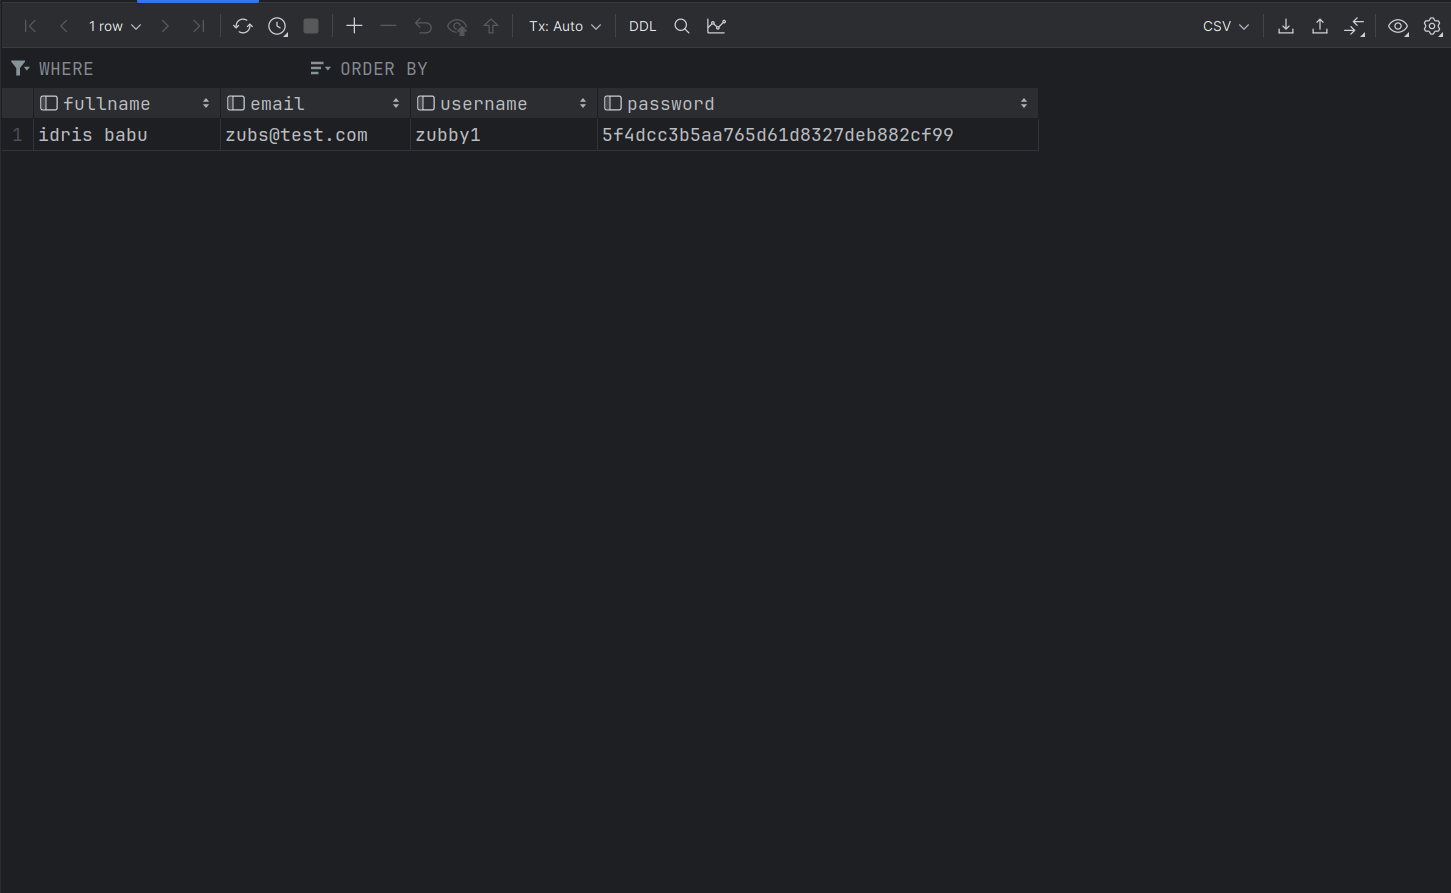 1 row Tx: Auto DDL CSV
WHERE ORDER BY
fullname email username password
1 idris babu zubs@test.com zubby1 5f4dcc3b5aa765d61d8327deb882cf99